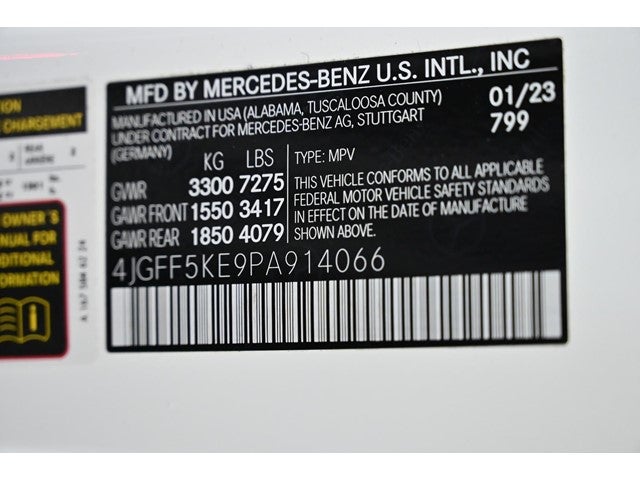 MFD BY MERCEDES-BENZ U.S. INTL., INC
MANUFACTURED IN USA (ALABAMA, TUSCALOOSA COUNTY)
UNDER CONTRACT FOR MERCEDES-BENZ AG, STUTTGART
(GERMANY)
01/23
799
KG LBS
GVWR 3300 7275
GAWR FRONT 1550 3417
GAWR REAR 1850 4079
TYPE: MPV
THIS VEHICLE CONFORMS TO ALL APPLICABLE
FEDERAL MOTOR VEHICLE SAFETY STANDARDS
IN EFFECT ON THE DATE OF MANUFACTURE
SHOWN ABOVE.
4JGFF5KE9PA914066
CHARGEMENT
OWNER'S
FOR